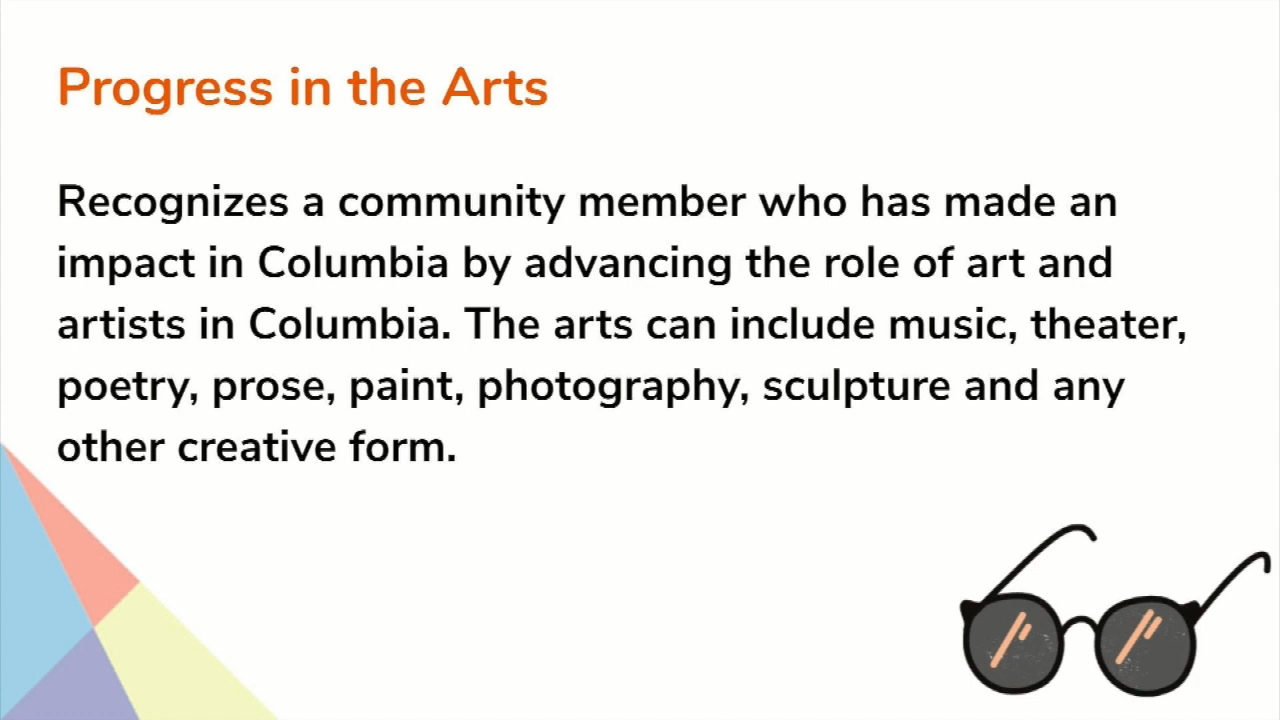 Progress in the Arts
Recognizes a community member who has made an
impact in Columbia by advancing the role of art and
artists in Columbia. The arts can include music, theater,
poetry, prose, paint, photography, sculpture and any
other creative form.